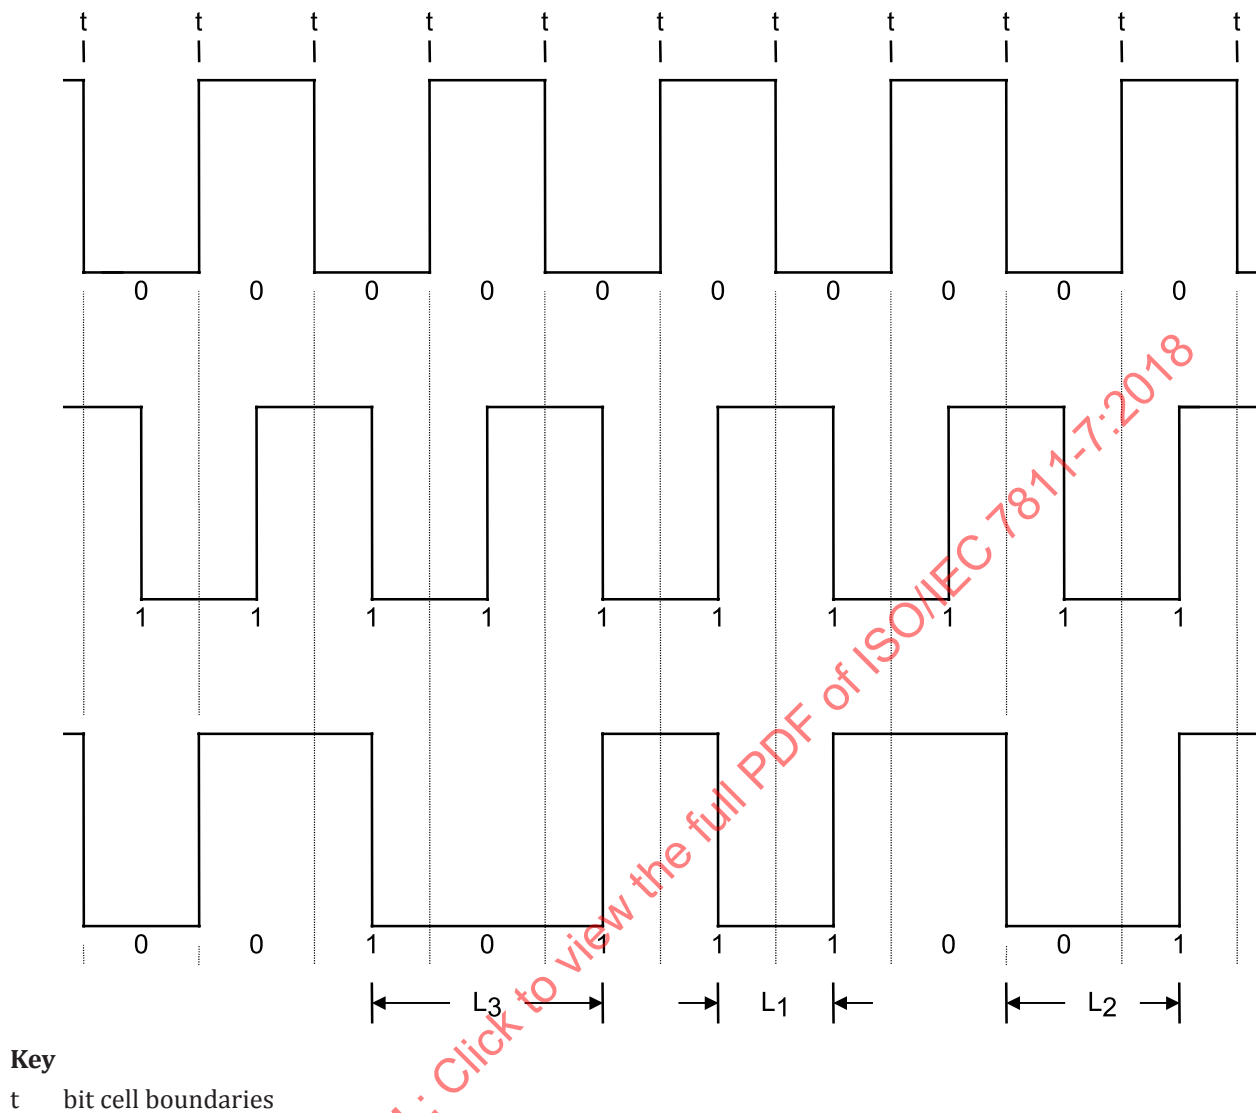 t t t t t t t t t t t
0 0 0 0 0 0 0 0 0 0
1 1 1 1 1 1 1 1 1 1
0 0 1 0 1 1 1 0 0 1
L3 L1 L2
Key
t bit cell boundaries
: Click to view the full PDF of ISO/IEC 7811-7:2018